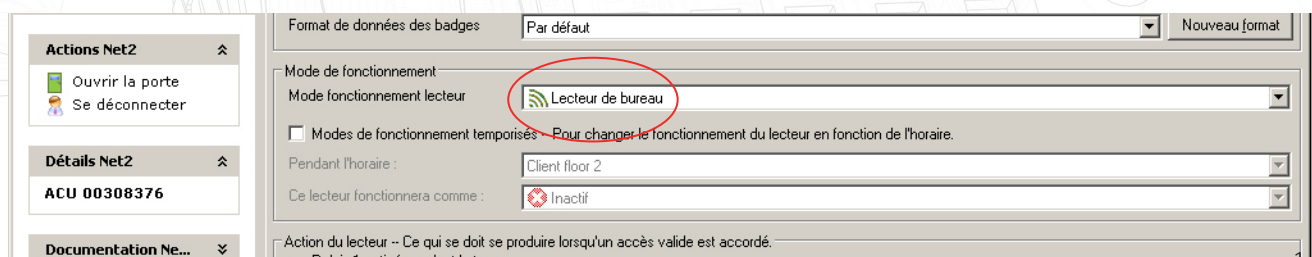 Actions Net2
Ouvrir la porte
Se déconnecter
Détails Net2
ACU 00308376
Documentation Ne...
Format de données des badges
Par défaut
Nouveau format
Mode de fonctionnement
Mode fonctionnement lecteur
Lecteur de bureau
Modes de fonctionnement temporisés -- Pour changer le fonctionnement du lecteur en fonction de l'horaire.
Pendant l'horaire :
Client floor 2
Ce lecteur fonctionnera comme :
Inactif
Action du lecteur -- Ce qui se doit se produire lorsqu'un accès valide est accordé.